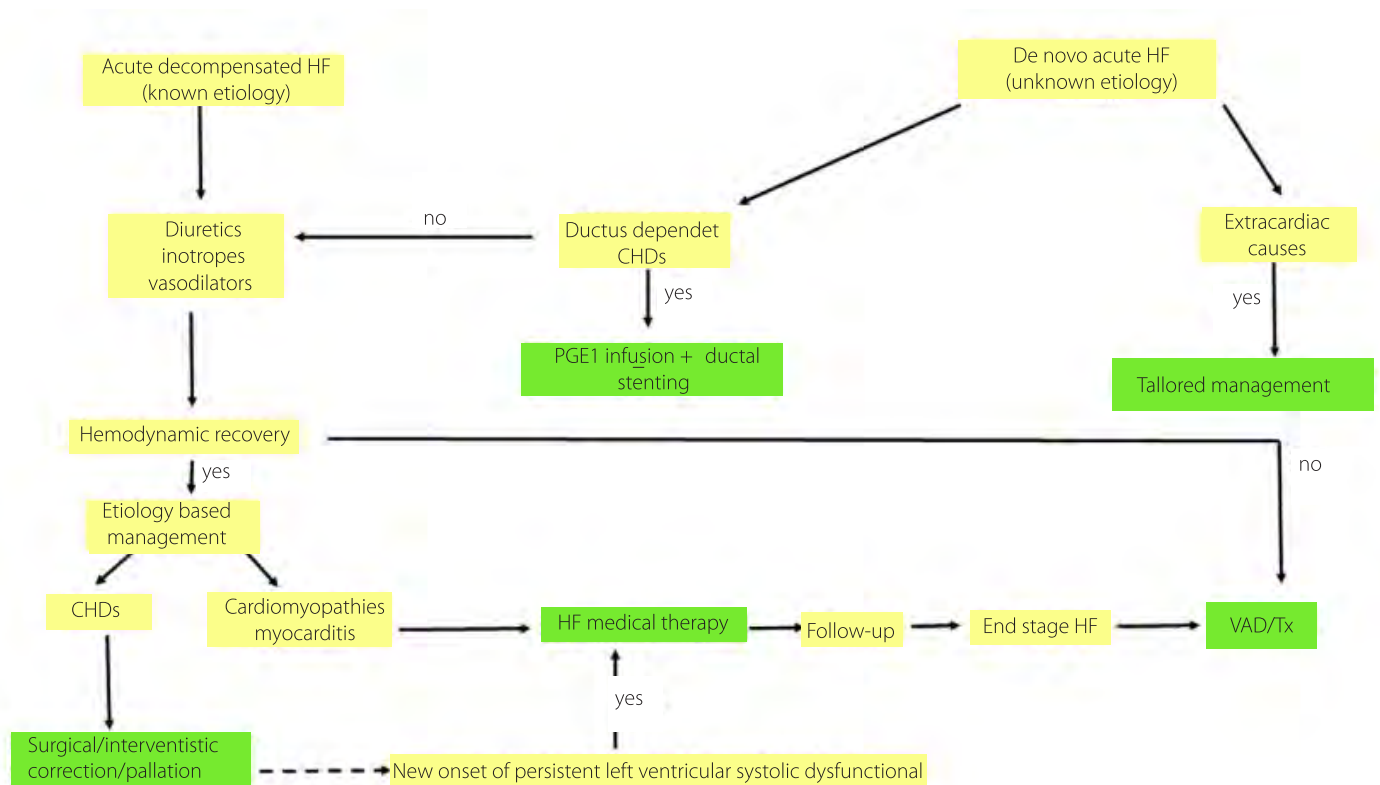 Acute decompensated HF
(known etiology)
De novo acute HF
(unknown etiology)
Diuretics
inotropes
vasodilators
no
Ductus dependet
CHDs
Extracardiac
causes
yes
yes
PGE1 infusion + ductal
stenting
Tallored management
Hemodynamic recovery
no
yes
Etiology based
management
CHDs
Cardiomyopathies
myocarditis
HF medical therapy
Follow-up
End stage HF
VAD/Tx
yes
Surgical/interventistic
correction/pallation
New onset of persistent left ventricular systolic dysfunctional